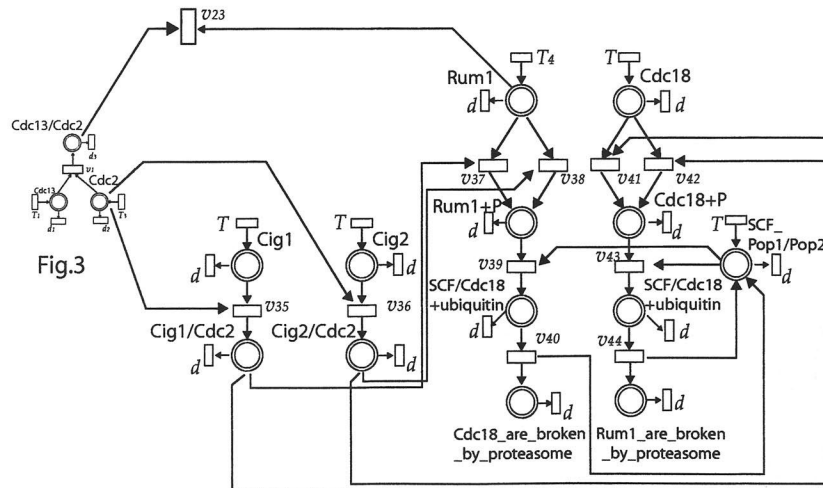 v23
T4
Rum1
d
T
Cdc18
d
Cdc13/Cdc2
d3
v1
Cdc13
Cdc2
T1
d1
d2
T3
Fig.3
v37
v38
v41
v42
Rum1+P
d
Cdc18+P
d
T
SCF_
Pop1/Pop2
d
T
Cig1
d
T
Cig2
d
v39
v43
SCF/Cdc18
+ubiquitin
d
SCF/Cdc18
+ubiquitin
d
v35
v36
Cig1/Cdc2
d
Cig2/Cdc2
d
v40
v44
d
d
Cdc18_are_broken
_by_proteasome
Rum1_are_broken
_by_proteasome